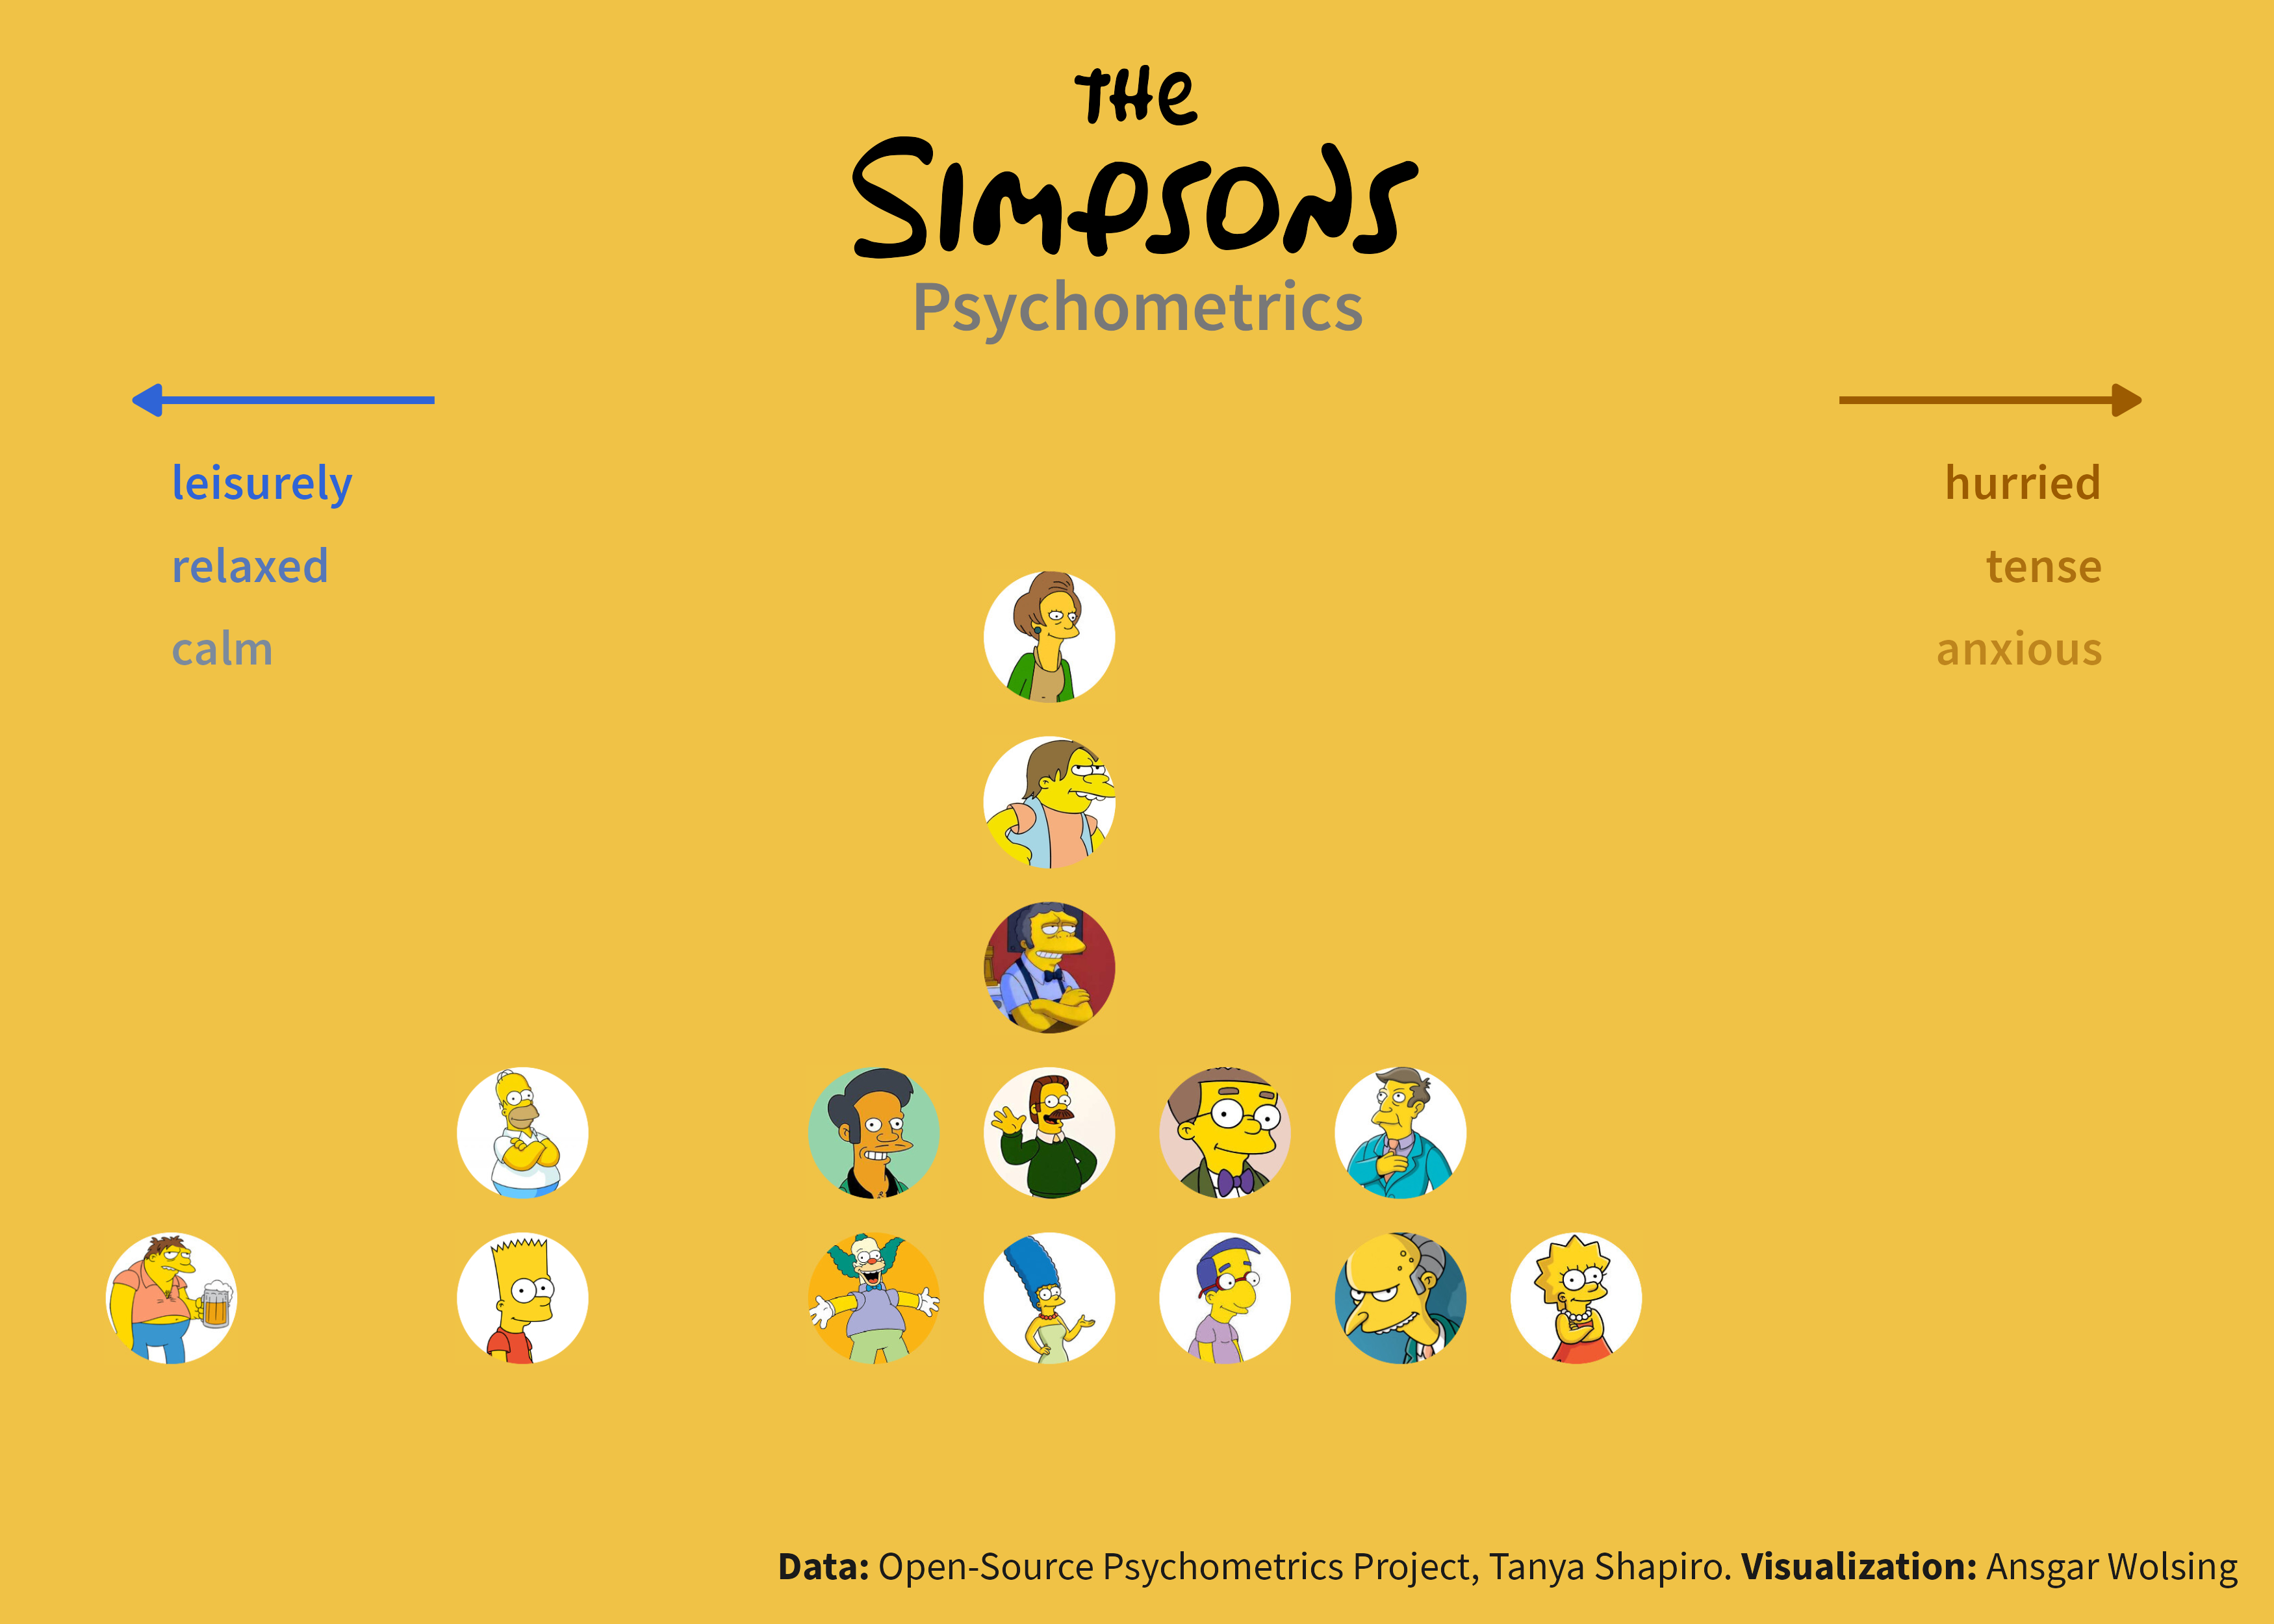 THe
SIMPSONS
Psychometrics
leisurely
hurried
relaxed
tense
calm
anxious
Data: Open-Source Psychometrics Project, Tanya Shapiro. Visualization: Ansgar Wolsing